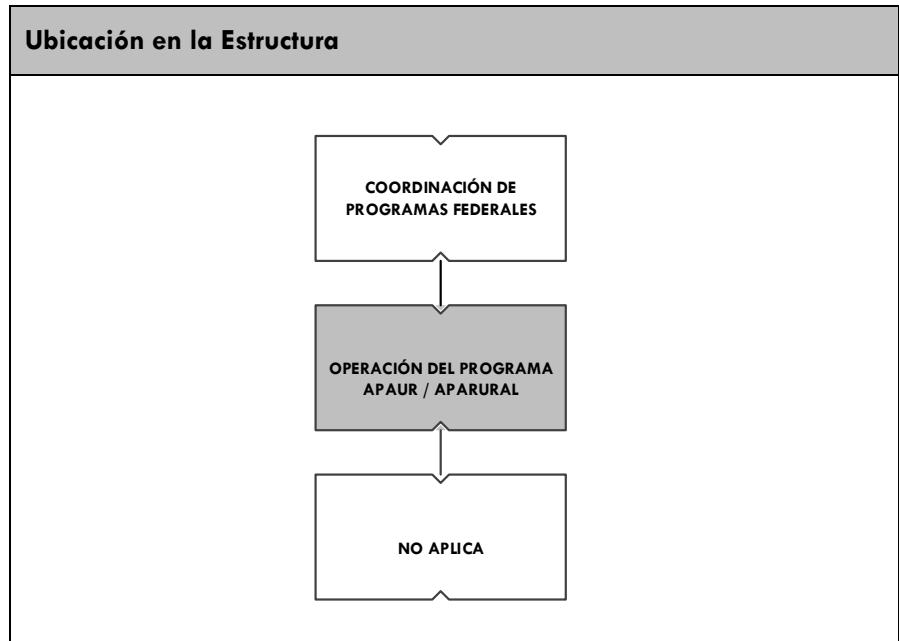 Ubicación en la Estructura
COORDINACIÓN DE
PROGRAMAS FEDERALES
OPERACIÓN DEL PROGRAMA
APAUR / APARURAL
NO APLICA